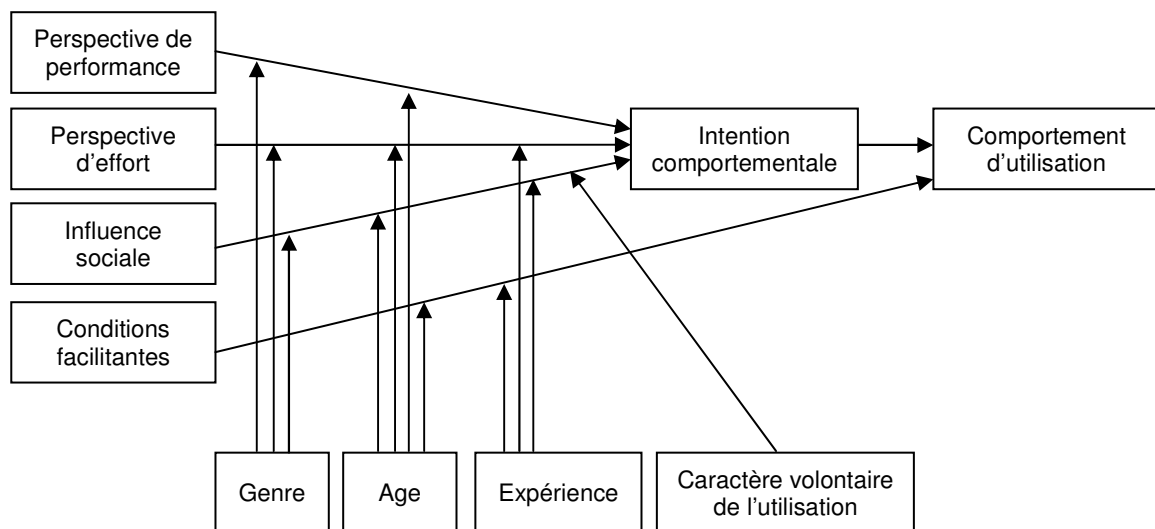 Perspective de
performance
Perspective
d'effort
Intention
comportementale
Comportement
d'utilisation
Influence
sociale
Conditions
facilitantes
Genre
Age
Expérience
Caractère volontaire
de l'utilisation